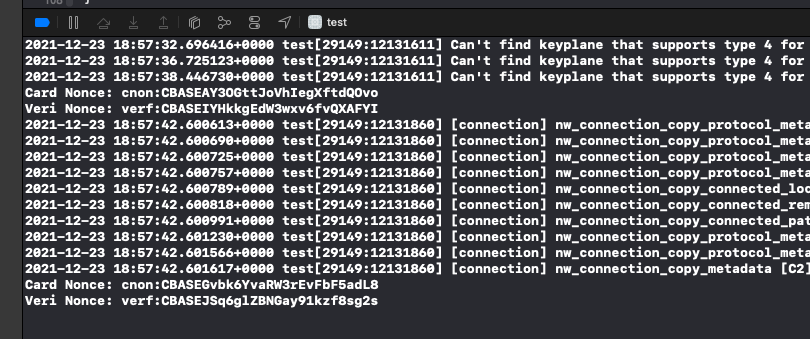 test
2021-12-23 18:57:32.696416+0000 test[29149:12131611] Can't find keyplane that supports type 4 for
2021-12-23 18:57:36.725123+0000 test[29149:12131611] Can't find keyplane that supports type 4 for
2021-12-23 18:57:38.446730+0000 test[29149:12131611] Can't find keyplane that supports type 4 for
Card Nonce: cnon:CBASEAY3OGttJoVhIegXftdQOvo
Veri Nonce: verf:CBASEIYHkkgEdW3wxv6fvQXAFYI
2021-12-23 18:57:42.600613+0000 test[29149:12131860] [connection] nw_connection_copy_protocol_meta
2021-12-23 18:57:42.600690+0000 test[29149:12131860] [connection] nw_connection_copy_protocol_meta
2021-12-23 18:57:42.600725+0000 test[29149:12131860] [connection] nw_connection_copy_protocol_meta
2021-12-23 18:57:42.600757+0000 test[29149:12131860] [connection] nw_connection_copy_protocol_meta
2021-12-23 18:57:42.600789+0000 test[29149:12131860] [connection] nw_connection_copy_connected_loc
2021-12-23 18:57:42.600818+0000 test[29149:12131860] [connection] nw_connection_copy_connected_rem
2021-12-23 18:57:42.600991+0000 test[29149:12131860] [connection] nw_connection_copy_connected_pat
2021-12-23 18:57:42.601230+0000 test[29149:12131860] [connection] nw_connection_copy_protocol_meta
2021-12-23 18:57:42.601566+0000 test[29149:12131860] [connection] nw_connection_copy_protocol_meta
2021-12-23 18:57:42.601617+0000 test[29149:12131860] [connection] nw_connection_copy_metadata [C2]
Card Nonce: cnon:CBASEGvbk6YvaRW3rEvFbF5adL8
Veri Nonce: verf:CBASEJSq6glZBNGay91kzf8sg2s